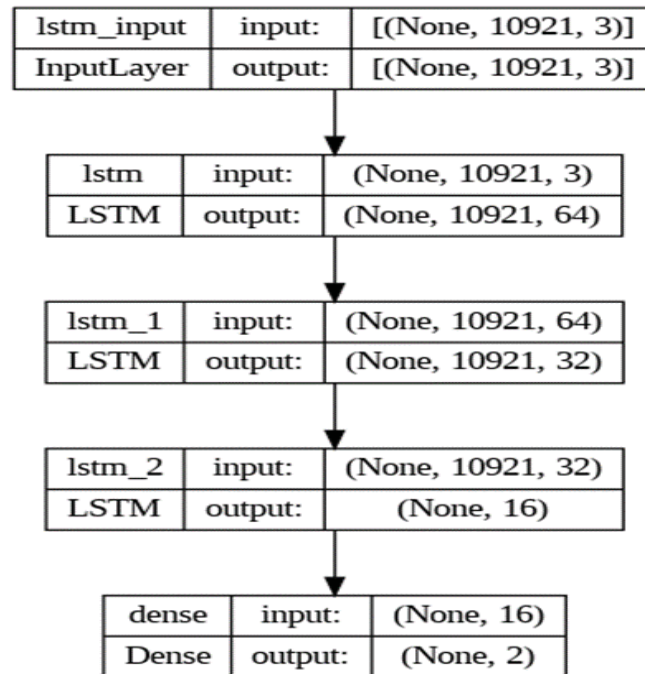 lstm_input input: [(None, 10921, 3)]
InputLayer output: [(None, 10921, 3)]
lstm input: (None, 10921, 3)
LSTM output: (None, 10921, 64)
lstm_1 input: (None, 10921, 64)
LSTM output: (None, 10921, 32)
lstm_2 input: (None, 10921, 32)
LSTM output: (None, 16)
dense input: (None, 16)
Dense output: (None, 2)